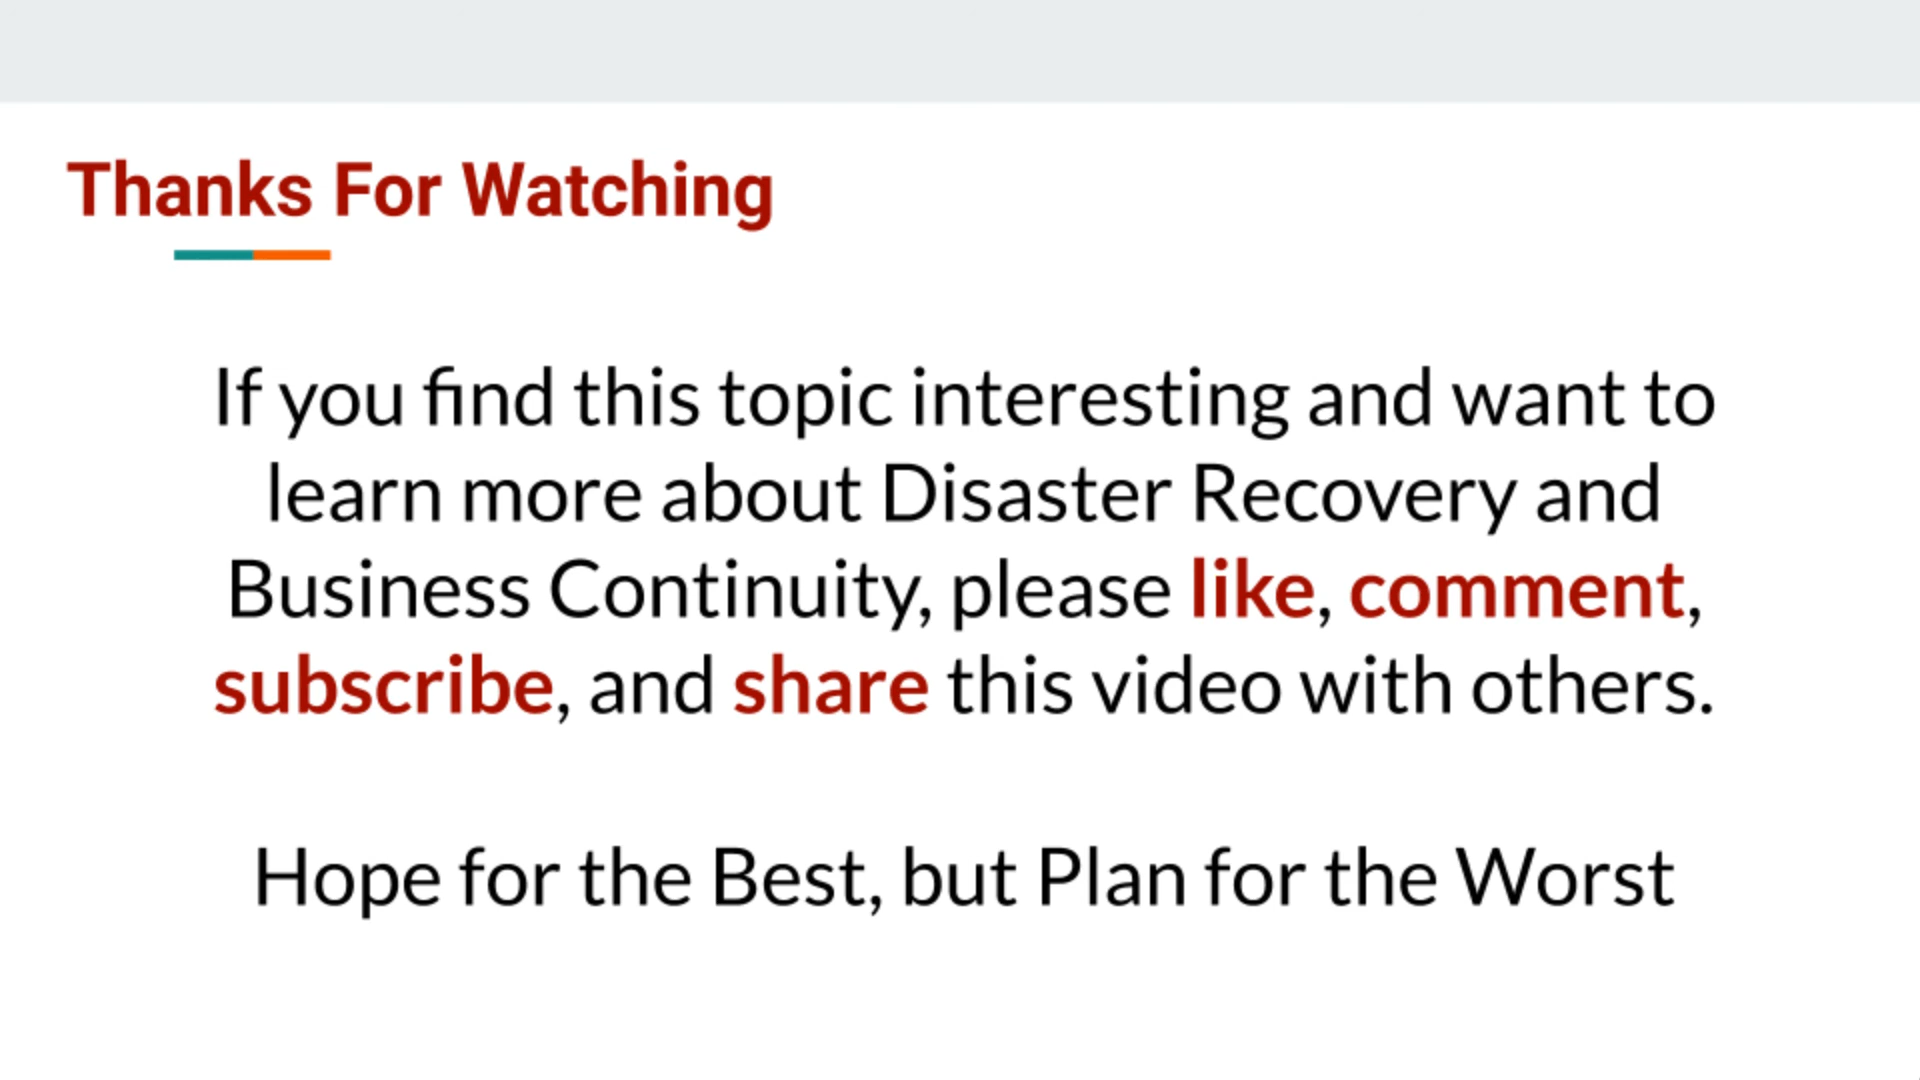 Thanks For Watching
If you find this topic interesting and want to
learn more about Disaster Recovery and
Business Continuity, please like, comment,
subscribe, and share this video with others.
Hope for the Best, but Plan for the Worst